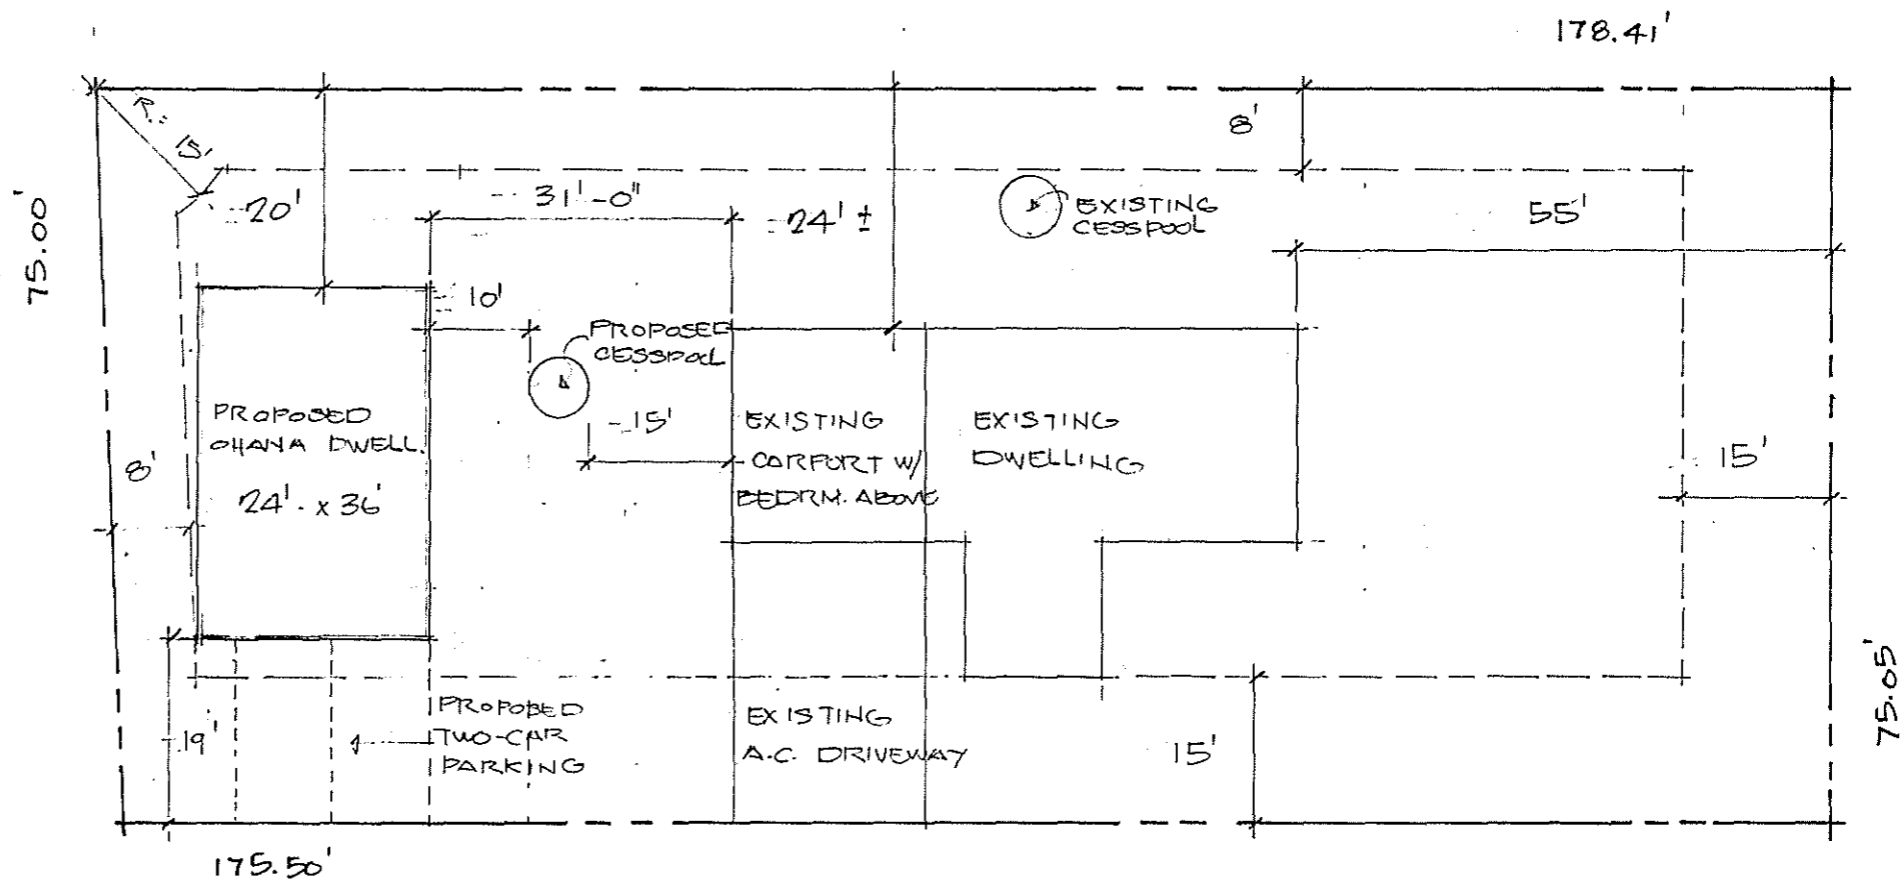 178.41'
8'
15'
20'
31'-0"
24' ±
EXISTING
CESSPOOL
55'
75.00'
10'
PROPOSED
CESSPOOL
PROPOSED
OHANA DWELL.
24' x 36'
15'
EXISTING
CARPORT W/
BEDRM. ABOVE
EXISTING
DWELLING
8'
15'
19'
PROPOSED
TWO-CAR
PARKING
EXISTING
A.C. DRIVEWAY
15'
75.05'
175.50'